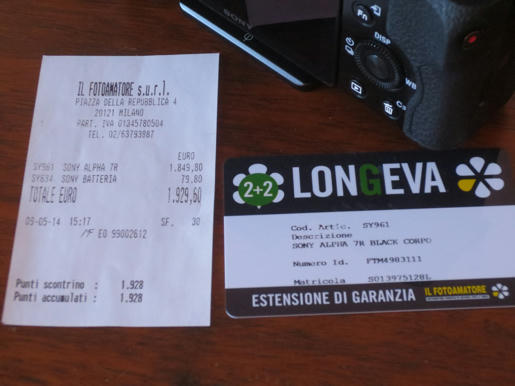 IL FOTOAMATORE s.u.r.l.
PIAZZA DELLA REPUBBLICA 4
20121 MILANO
PART. IVA 01345780504
TEL. 02/63793887
EURO
SY961 SONY ALPHA 7R 1.849,80
SY634 SONY BATTERIA 79,80
TOTALE EURO 1.929,60
09-05-14 15:17 SF. 30
EO 99002612
Punti scontrino : 1.928
Punti accumulati : 1.928
SONY
Fn
DISP
WB
2+2 LONGEVA
Cod. Artic. SY961
Descrizione
SONY ALPHA 7R BLACK CORPO
Numero Id. FTM4983111
Matricola S013975128L
ESTENSIONE DI GARANZIA IL FOTOAMATORE